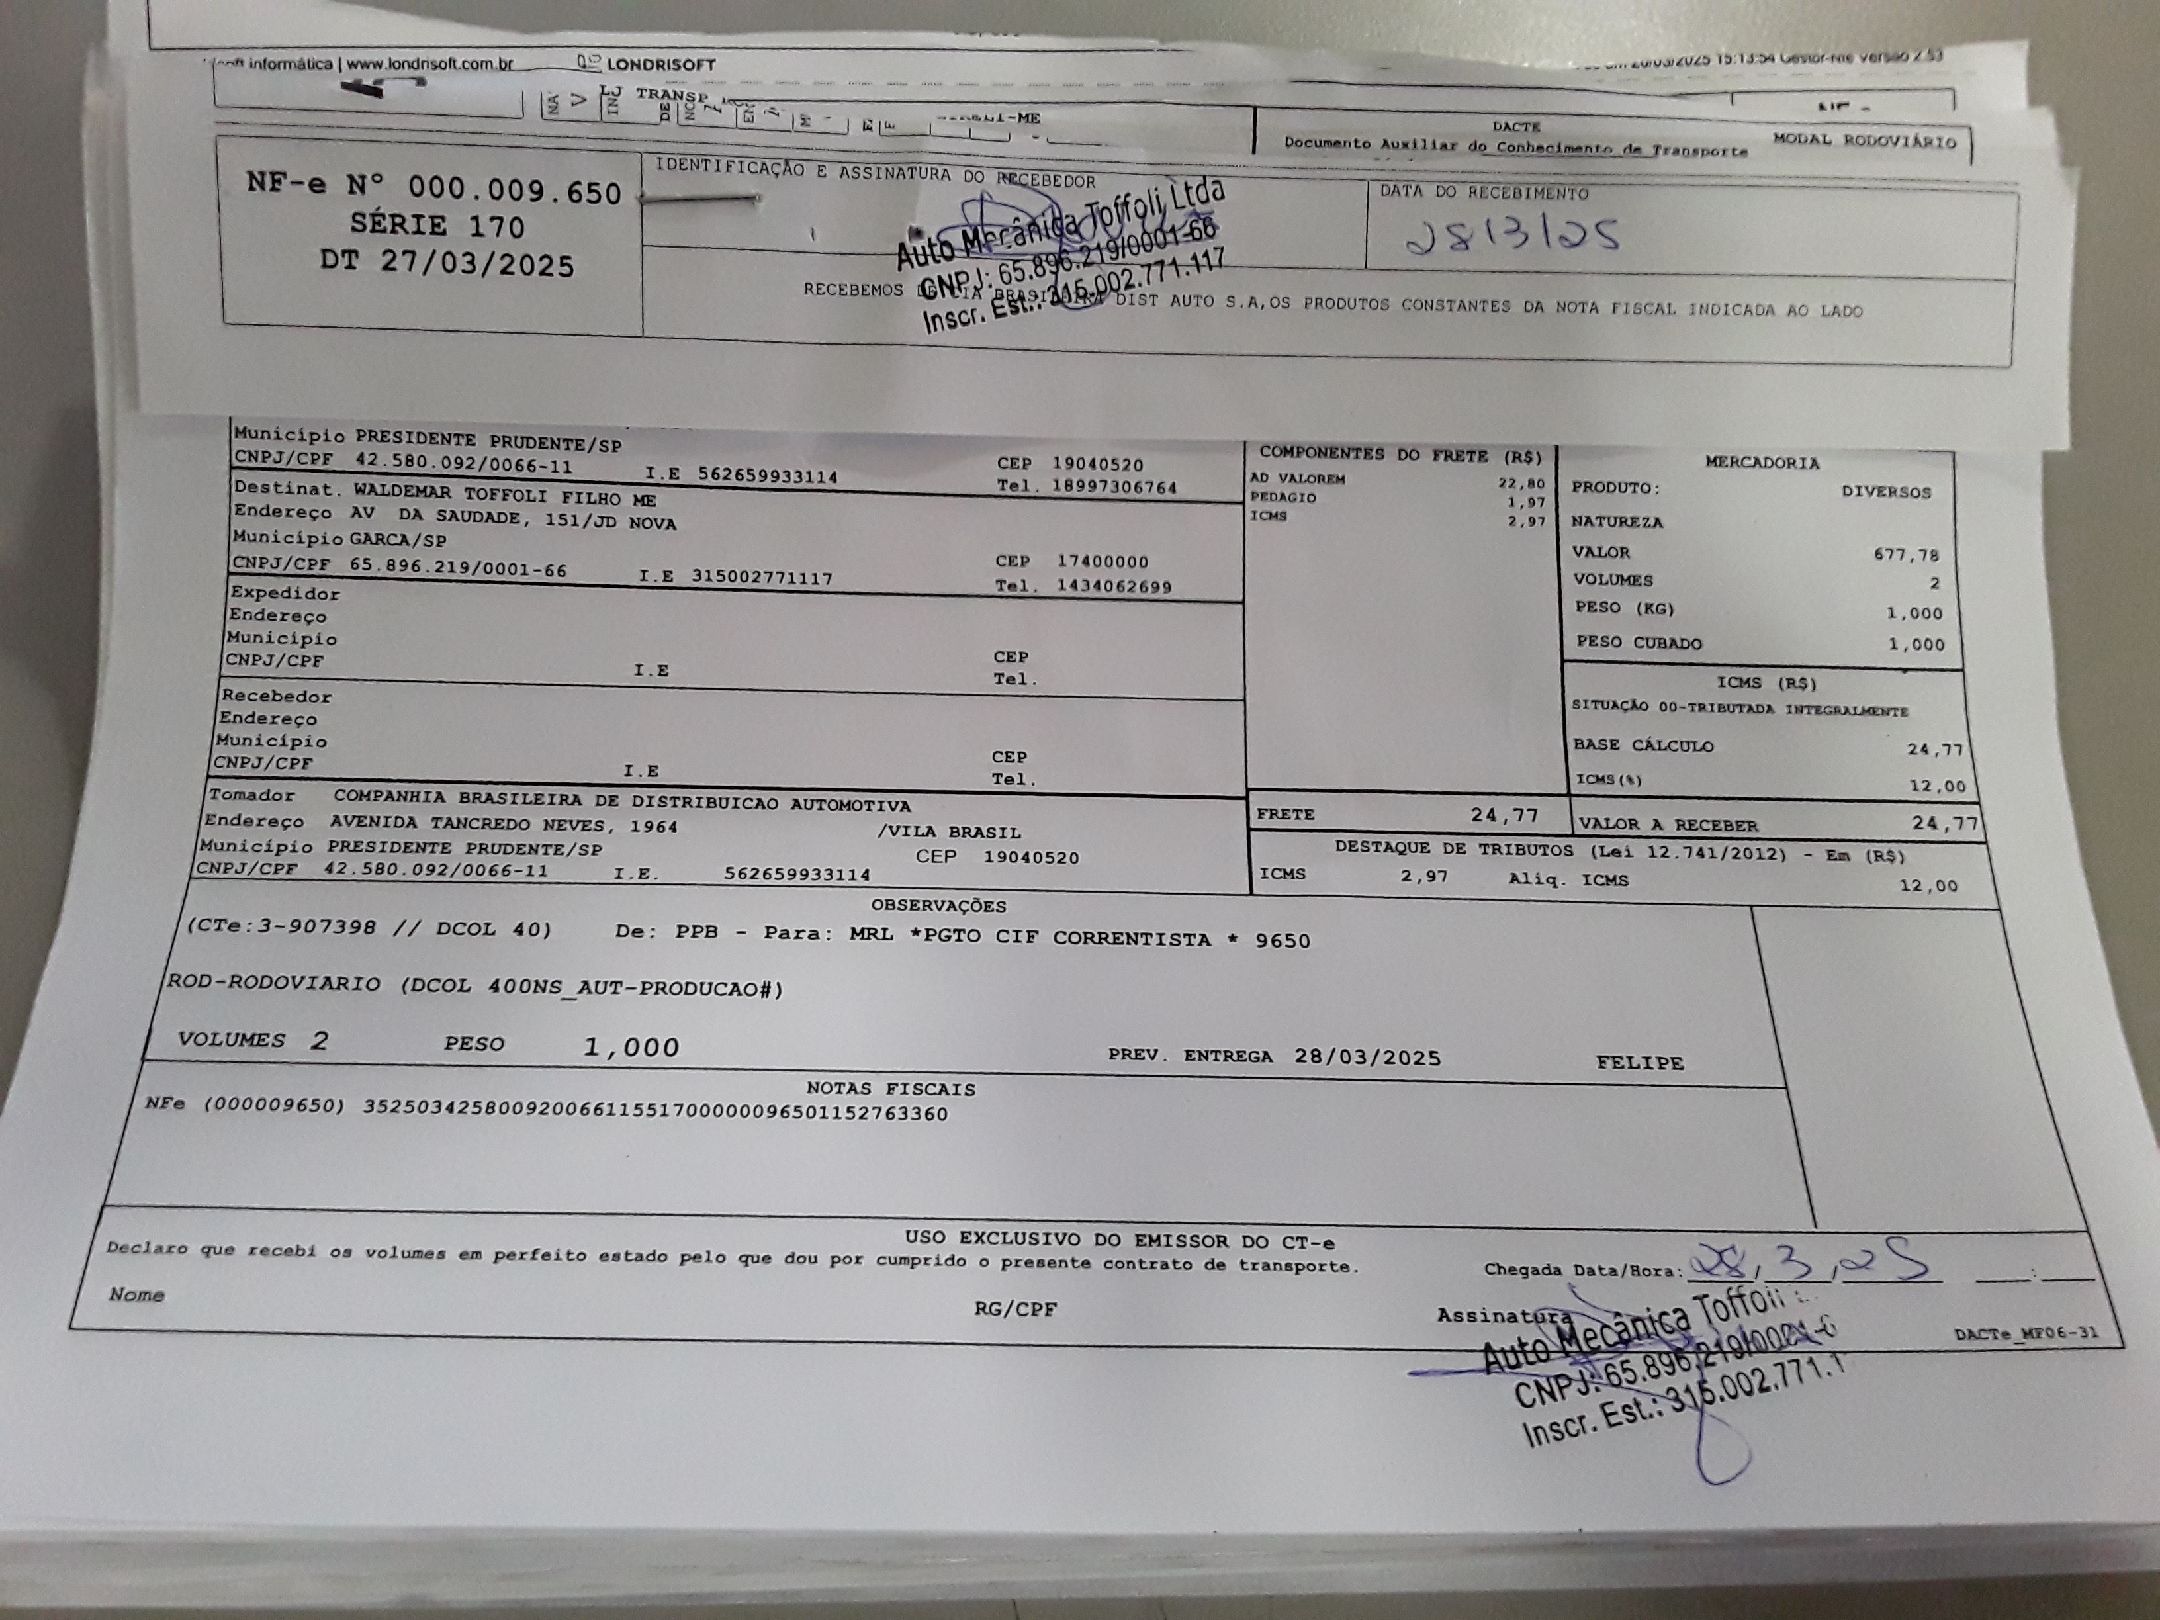 informática | www.londrisoft.com.br LONDRISOFT
15:13:54 Gestor-nfe Versão 2.53
LJ TRANSP
-ME
DACTE
Documento Auxiliar do Conhecimento de Transporte
MODAL RODOVIÁRIO
NF-e N° 000.009.650
SÉRIE 170
DT 27/03/2025
IDENTIFICAÇÃO E ASSINATURA DO RECEBEDOR
DATA DO RECEBIMENTO
28/3/25
Auto Mecânica Toffoli Ltda
CNPJ: 65.896.219/0001-66
Inscr. Est.: 315.002.771.117
RECEBEMOS DE CIA BRASILEIRA DIST AUTO S.A,OS PRODUTOS CONSTANTES DA NOTA FISCAL INDICADA AO LADO
Município PRESIDENTE PRUDENTE/SP
CNPJ/CPF 42.580.092/0066-11 I.E 562659933114
CEP 19040520
Tel. 18997306764
Destinat. WALDEMAR TOFFOLI FILHO ME
Endereço AV DA SAUDADE, 151/JD NOVA
Município GARCA/SP
CNPJ/CPF 65.896.219/0001-66 I.E 315002771117
CEP 17400000
Tel. 1434062699
Expedidor
Endereço
Município
CNPJ/CPF I.E
CEP
Tel.
Recebedor
Endereço
Município
CNPJ/CPF I.E
CEP
Tel.
Tomador COMPANHIA BRASILEIRA DE DISTRIBUICAO AUTOMOTIVA
Endereço AVENIDA TANCREDO NEVES, 1964 /VILA BRASIL
Município PRESIDENTE PRUDENTE/SP CEP 19040520
CNPJ/CPF 42.580.092/0066-11 I.E. 562659933114
COMPONENTES DO FRETE (R$)
AD VALOREM 22,80
PEDAGIO 1,97
ICMS 2,97
MERCADORIA
PRODUTO: DIVERSOS
NATUREZA
VALOR 677,78
VOLUMES 2
PESO (KG) 1,000
PESO CUBADO 1,000
ICMS (R$)
SITUAÇÃO 00-TRIBUTADA INTEGRALMENTE
BASE CÁLCULO 24,77
ICMS(%) 12,00
FRETE 24,77
VALOR A RECEBER 24,77
DESTAQUE DE TRIBUTOS (Lei 12.741/2012) - Em (R$)
ICMS 2,97 Aliq. ICMS 12,00
OBSERVAÇÕES
(CTe:3-907398 // DCOL 40) De: PPB - Para: MRL *PGTO CIF CORRENTISTA * 9650
ROD-RODOVIARIO (DCOL 400NS_AUT-PRODUCAO#)
VOLUMES 2 PESO 1,000 PREV. ENTREGA 28/03/2025 FELIPE
NOTAS FISCAIS
NFe (000009650) 35250342580092006611551700000096501152763360
USO EXCLUSIVO DO EMISSOR DO CT-e
Declaro que recebi os volumes em perfeito estado pelo que dou por cumprido o presente contrato de transporte.
Chegada Data/Hora: 28, 3, 25 :
Nome RG/CPF Assinatura
Auto Mecânica Toffoli
CNPJ: 65.896.219/0001-6
Inscr. Est.: 315.002.771.1
DACTe_MF06-31